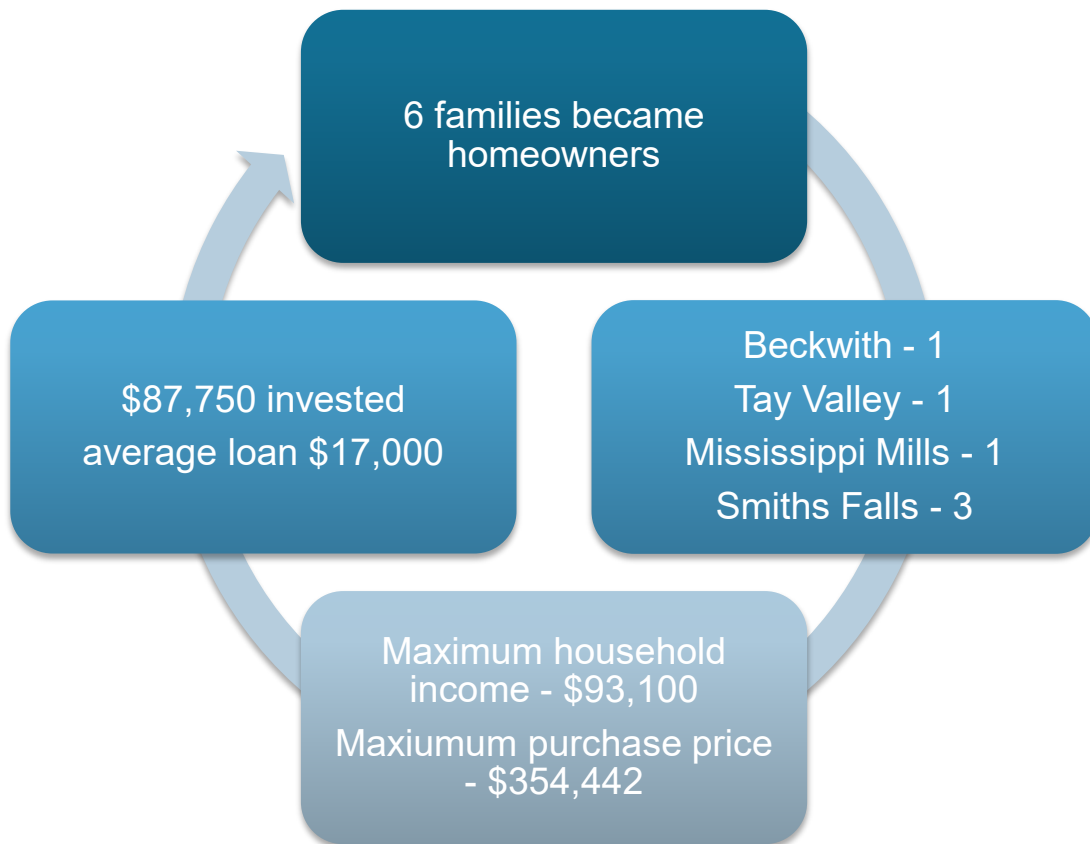 6 families became
homeowners
Beckwith - 1
Tay Valley - 1
Mississippi Mills - 1
Smiths Falls - 3
Maximum household
income - $93,100
Maxiumum purchase price
- $354,442
$87,750 invested
average loan $17,000